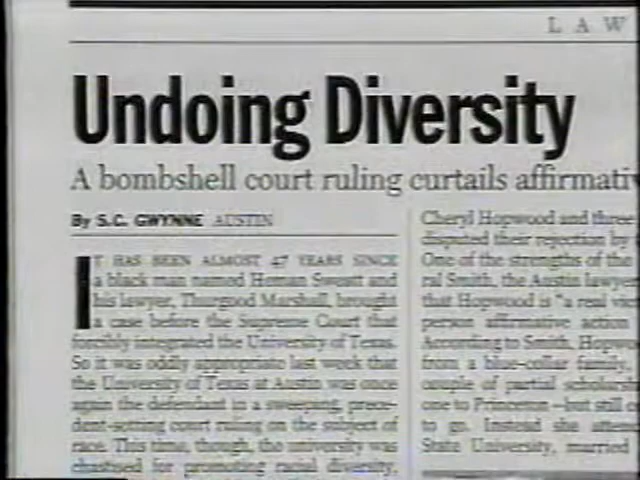 LAW
Undoing Diversity
A bombshell court ruling curtails affirmativ
By S.C. GWYNNE AUSTIN
IT HAS BEEN ALMOST 47 YEARS SINCE
a black man named Heman Sweatt and
his lawyer, Thurgood Marshall, brought
a case before the Supreme Court that
forcibly integrated the University of Texas.
So it was oddly appropriate last week that
the University of Texas at Austin was once
again the defendant in a sweeping, prece-
dent-setting court ruling on the subject of
race. This time, though, the university was
chastised for promoting racial diversity,
Cheryl Hopwood and three
disputed their rejection by
One of the strengths of the
ral Smith, the Austin lawyer
that Hopwood is "a real vic
person affirmative action
According to Smith, Hopwo
from a blue-collar family,
couple of partial scholarsh
one to Princeton—but still
to go. Instead she atten
State University, married